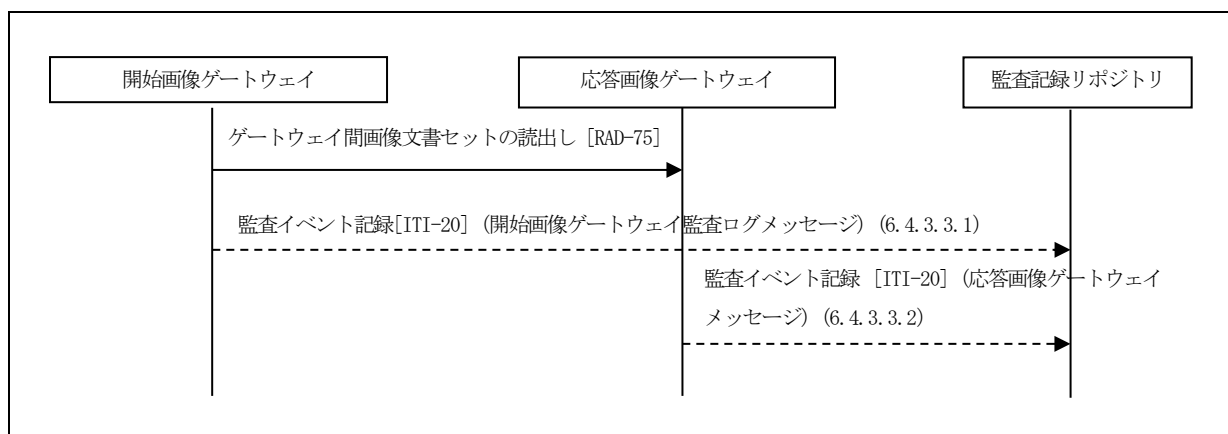 開始画像ゲートウェイ
応答画像ゲートウェイ
監査記録リポジトリ
ゲートウェイ間画像文書セットの読出し [RAD-75]
監査イベント記録[ITI-20] (開始画像ゲートウェイ監査ログメッセージ) (6.4.3.3.1)
監査イベント記録 [ITI-20] (応答画像ゲートウェイ
メッセージ) (6.4.3.3.2)